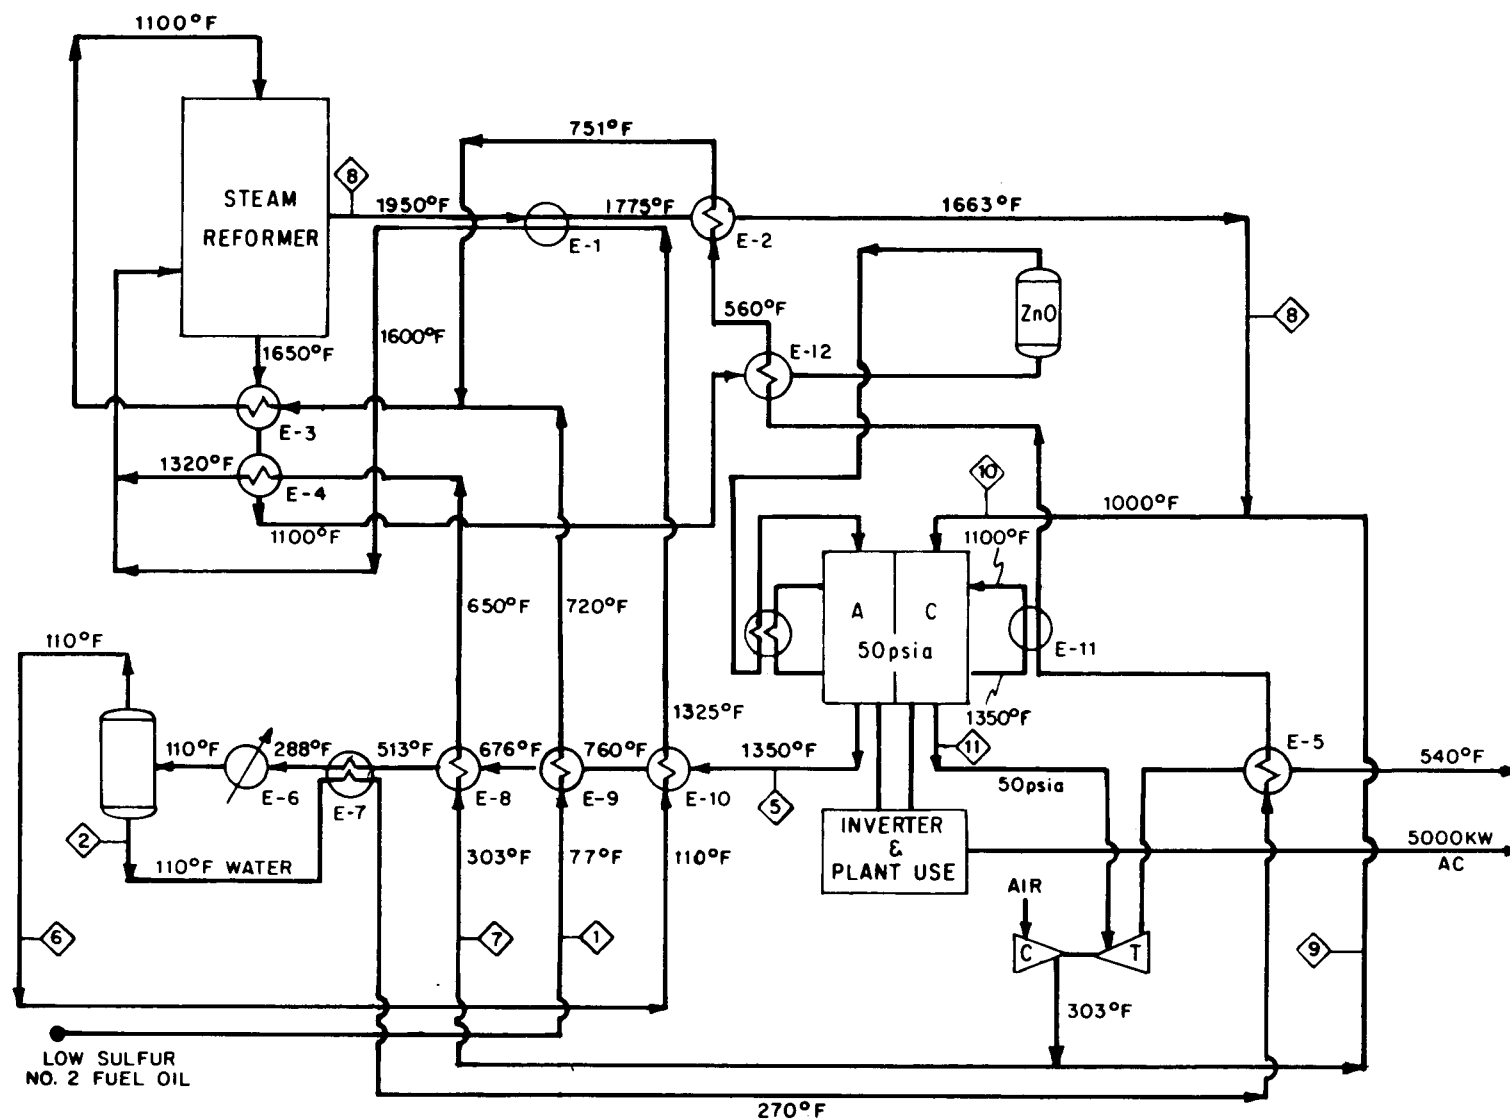 1100°F
751°F
8
STEAM
REFORMER
1950°F
1775°F
1663°F
E-1
E-2
ZnO
560°F
8
1600°F
1650°F
E-12
E-3
1320°F
E-4
10
1000°F
1100°F
1100°F
A
C
50psia
E-11
650°F
720°F
110°F
1350°F
1325°F
11
110°F
288°F
513°F
676°F
760°F
1350°F
E-5
540°F
E-6
E-7
E-8
E-9
E-10
5
50psia
2
110°F WATER
303°F
77°F
110°F
INVERTER
&
PLANT USE
5000KW
AC
AIR
6
7
1
C
T
9
303°F
LOW SULFUR
NO. 2 FUEL OIL
270°F